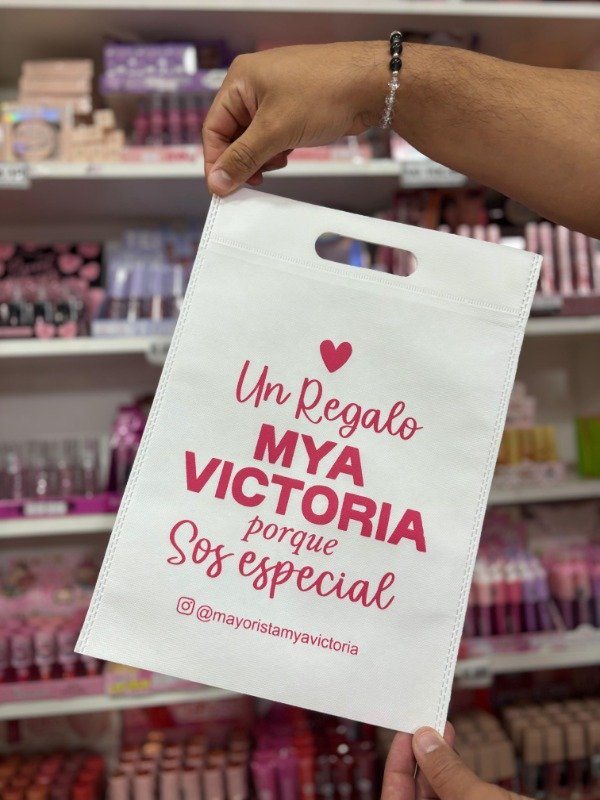 Un Regalo
MYA
VICTORIA
porque
Sos especial
@mayoristamyavictoria